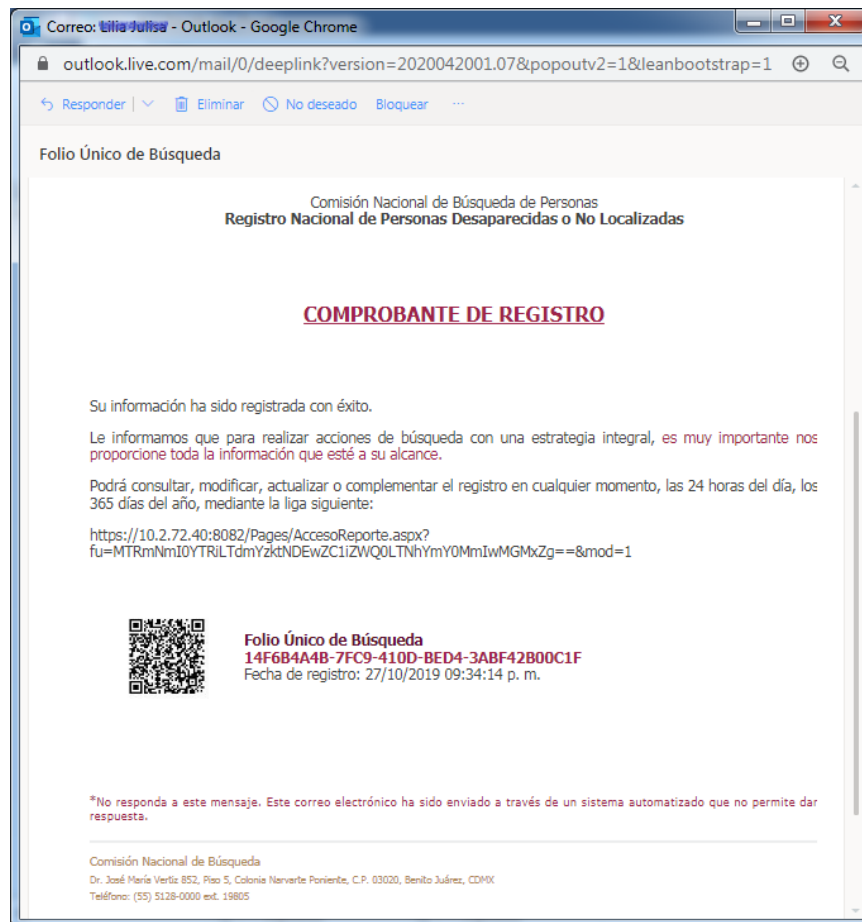 Correo: - Outlook - Google Chrome
outlook.live.com/mail/0/deeplink?version=2020042001.07&popoutv2=1&leanbootstrap=1
Responder Eliminar No deseado Bloquear ...
Folio Único de Búsqueda
Comisión Nacional de Búsqueda de Personas
Registro Nacional de Personas Desaparecidas o No Localizadas
COMPROBANTE DE REGISTRO
Su información ha sido registrada con éxito.
Le informamos que para realizar acciones de búsqueda con una estrategia integral, es muy importante nos
proporcione toda la información que esté a su alcance.
Podrá consultar, modificar, actualizar o complementar el registro en cualquier momento, las 24 horas del día, los
365 días del año, mediante la liga siguiente:
https://10.2.72.40:8082/Pages/AccesoReporte.aspx?
fu=MTRmNmI0YTRiLTdmYzktNDEwZC1iZWQ0LTNhYmY0MmIwMGMxZg==&mod=1
Folio Único de Búsqueda
14F6B4A4B-7FC9-410D-BED4-3ABF42B00C1F
Fecha de registro: 27/10/2019 09:34:14 p. m.
*No responda a este mensaje. Este correo electrónico ha sido enviado a través de un sistema automatizado que no permite dar
respuesta.
Comisión Nacional de Búsqueda
Dr. José María Vertiz 852, Piso 5, Colonia Narvarte Poniente, C.P. 03020, Benito Juárez, CDMX
Teléfono: (55) 5128-0000 ext. 19805